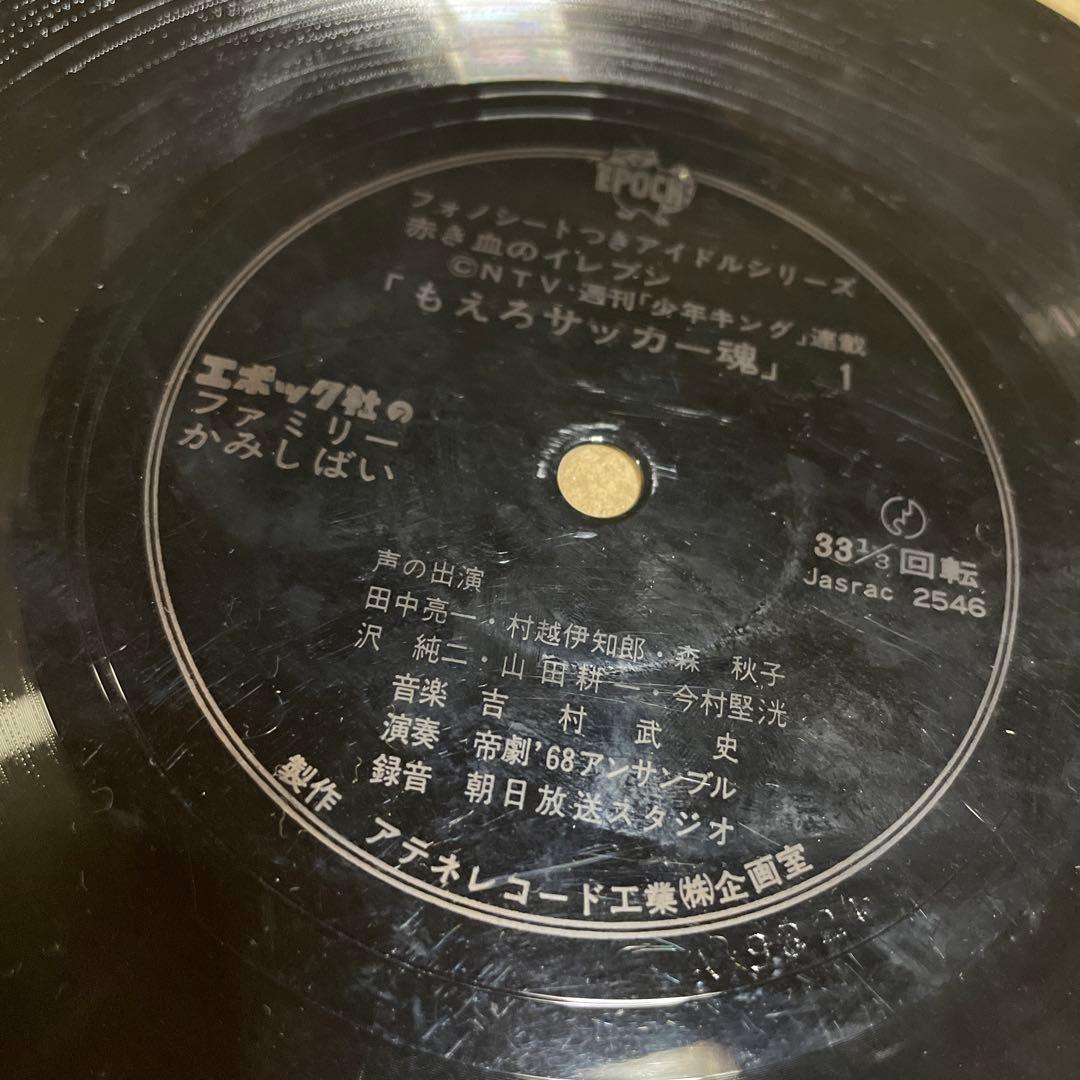 EPOCH
フォノシートつきアイドルシリーズ
赤き血のイレブン
©NTV・週刊「少年キング」連載
「もえろサッカー魂」 1
エポック社の
ファミリー
かみしばい
33⅓回転
Jasrac 2546
声の出演
田中亮一・村越伊知郎・森 秋子
沢 純二・山田耕二・今村堅洸
音楽 吉村武史
演奏 帝劇'68アンサンブル
録音 朝日放送スタジオ
製作 アテネレコード工業㈱企画室